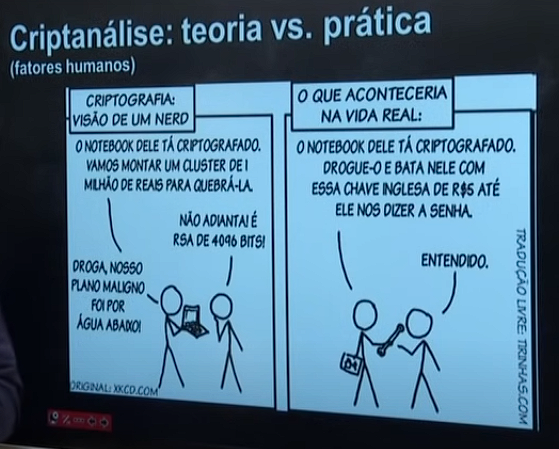 Criptanálise: teoria vs. prática
(fatores humanos)
CRIPTOGRAFIA:
VISÃO DE UM NERD
O NOTEBOOK DELE TÁ CRIPTOGRAFADO.
VAMOS MONTAR UM CLUSTER DE 1
MILHÃO DE REAIS PARA QUEBRÁ-LA.
NÃO ADIANTA! É
RSA DE 4096 BITS!
DROGA, NOSSO
PLANO MALIGNO
FOI POR
ÁGUA ABAIXO!
ORIGINAL: XKCD.COM
O QUE ACONTECERIA
NA VIDA REAL:
O NOTEBOOK DELE TÁ CRIPTOGRAFADO.
DROGUE-O E BATA NELE COM
ESSA CHAVE INGLESA DE R$5 ATÉ
ELE NOS DIZER A SENHA.
ENTENDIDO.
TRADUÇÃO LIVRE: TIRINHAS.COM